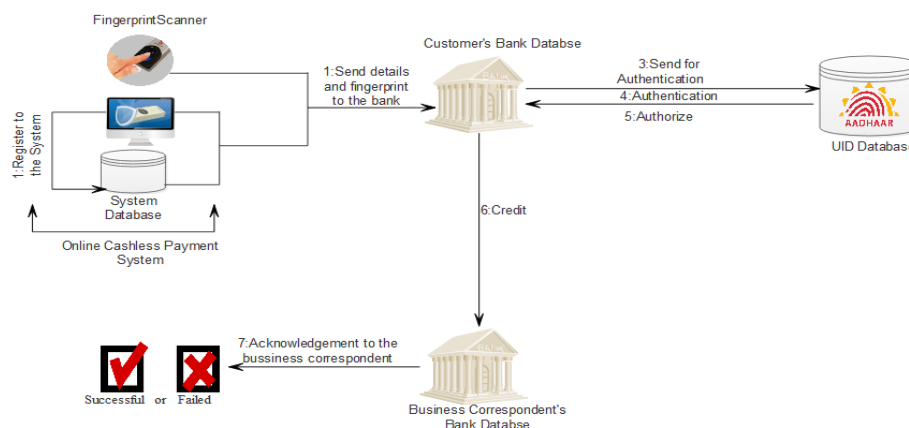 FingerprintScanner
Customer's Bank Databse
1:Send details
and fingerprint
to the bank
3:Send for
Authentication
4:Authentication
5:Authorize
AADHAAR
UID Database
1:Register to
the System
System
Database
Online Cashless Payment
System
6:Credit
7:Acknowledgement to the
bussiness correspondent
Successful or Failed
Business Correspondent's
Bank Databse